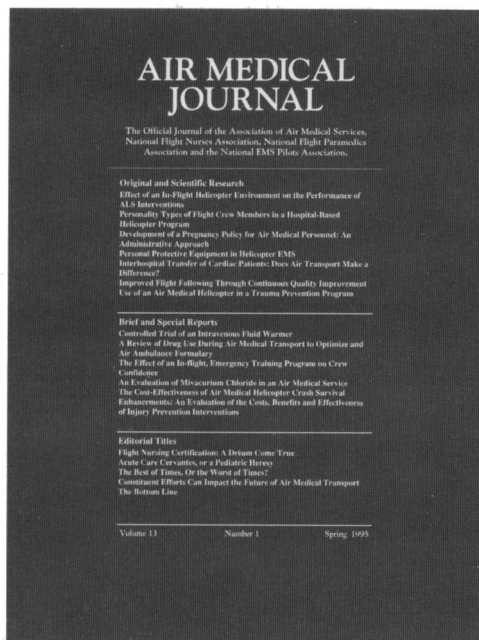 AIR MEDICAL
JOURNAL
The Official Journal of the Association of Air Medical Services,
National Flight Nurses Association, National Flight Paramedics
Association and the National EMS Pilots Association.
Original and Scientific Research
Effect of an In-Flight Helicopter Environment on the Performance of
ALS Interventions
Personality Types of Flight Crew Members in a Hospital-Based
Helicopter Program
Development of a Pregnancy Policy for Air Medical Personnel: An
Administrative Approach
Personal Protective Equipment in Helicopter EMS
Interhospital Transfer of Cardiac Patients: Does Air Transport Make a
Difference?
Improved Flight Following Through Continuous Quality Improvement
Use of an Air Medical Helicopter in a Trauma Prevention Program
Brief and Special Reports
Controlled Trial of an Intravenous Fluid Warmer
A Review of Drug Use During Air Medical Transport to Optimize and
Air Ambulance Formulary
The Effect of an In-flight, Emergency Training Program on Crew
Confidence
An Evaluation of Mivacurium Chloride in an Air Medical Service
The Cost-Effectiveness of Air Medical Helicopter Crash Survival
Enhancements: An Evaluation of the Costs, Benefits and Effectiveness
of Injury Prevention Interventions
Editorial Titles
Flight Nursing Certification: A Dream Come True
Acute Care Cervantes, or a Pediatric Heresy
The Best of Times, Or the Worst of Times?
Constituent Efforts Can Impact the Future of Air Medical Transport
The Bottom Line
Volume 13 Number 1 Spring 1995